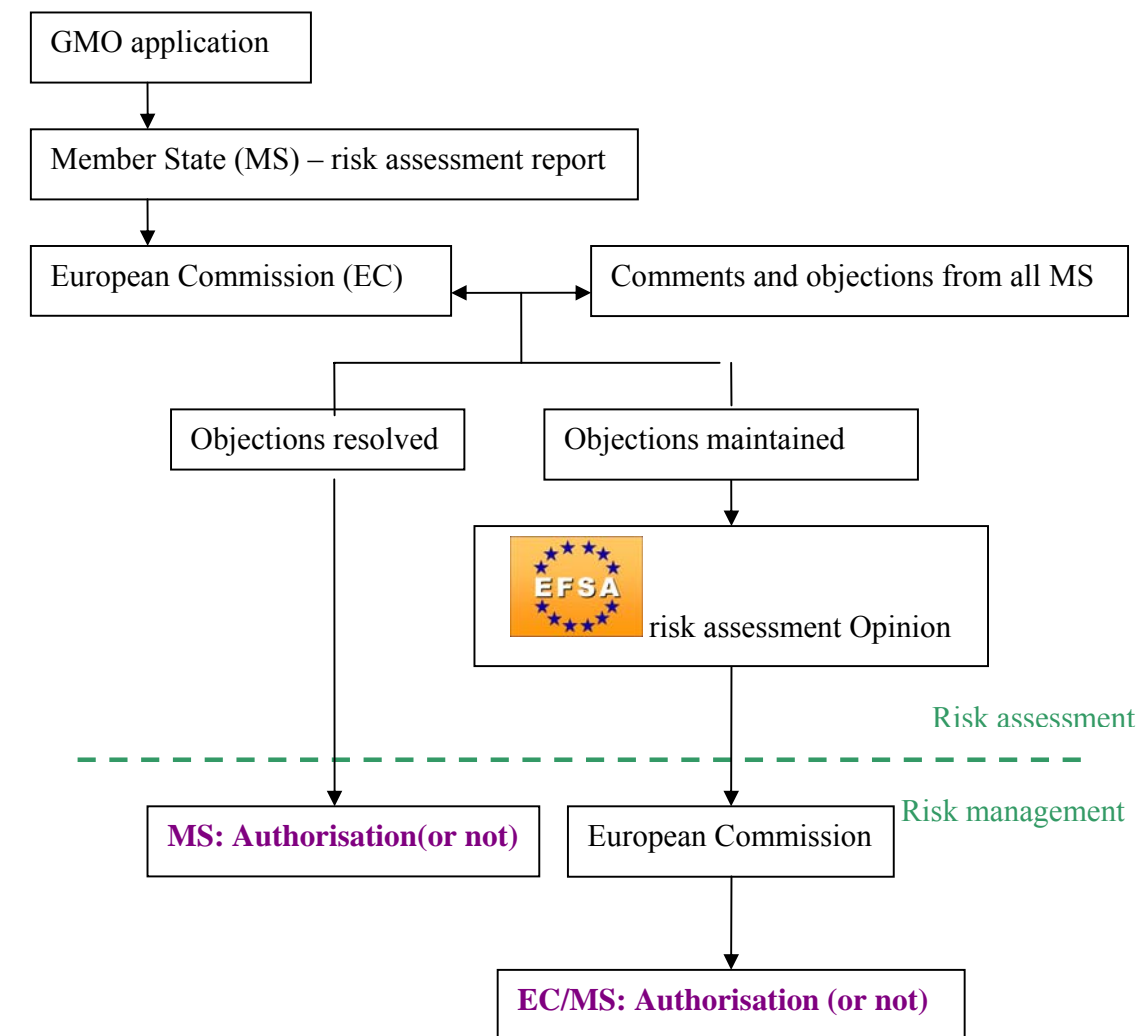 GMO application
Member State (MS) – risk assessment report
European Commission (EC)
Comments and objections from all MS
Objections resolved
Objections maintained
EFSA
risk assessment Opinion
Risk assessment
Risk management
MS: Authorisation(or not)
European Commission
EC/MS: Authorisation (or not)